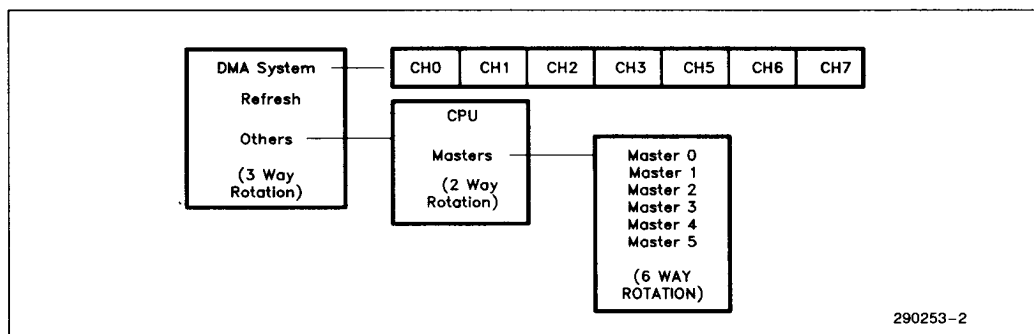 DMA System
Refresh
Others
(3 Way
Rotation)
CH0 CH1 CH2 CH3 CH5 CH6 CH7
CPU
Masters
(2 Way
Rotation)
Master 0
Master 1
Master 2
Master 3
Master 4
Master 5
(6 WAY
ROTATION)
290253-2